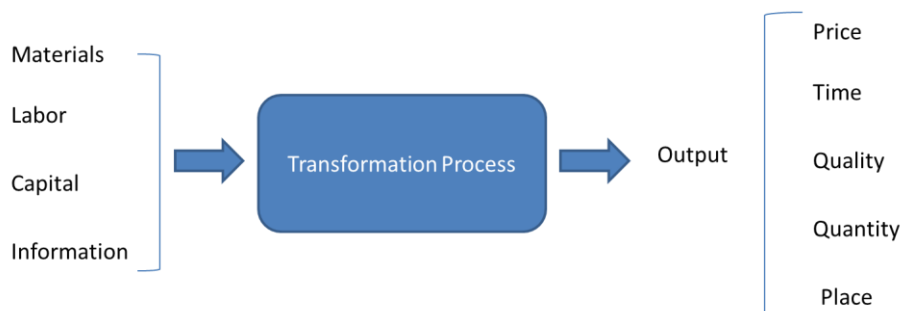 Materials
Labor
Capital
Information
Transformation Process
Output
Price
Time
Quality
Quantity
Place